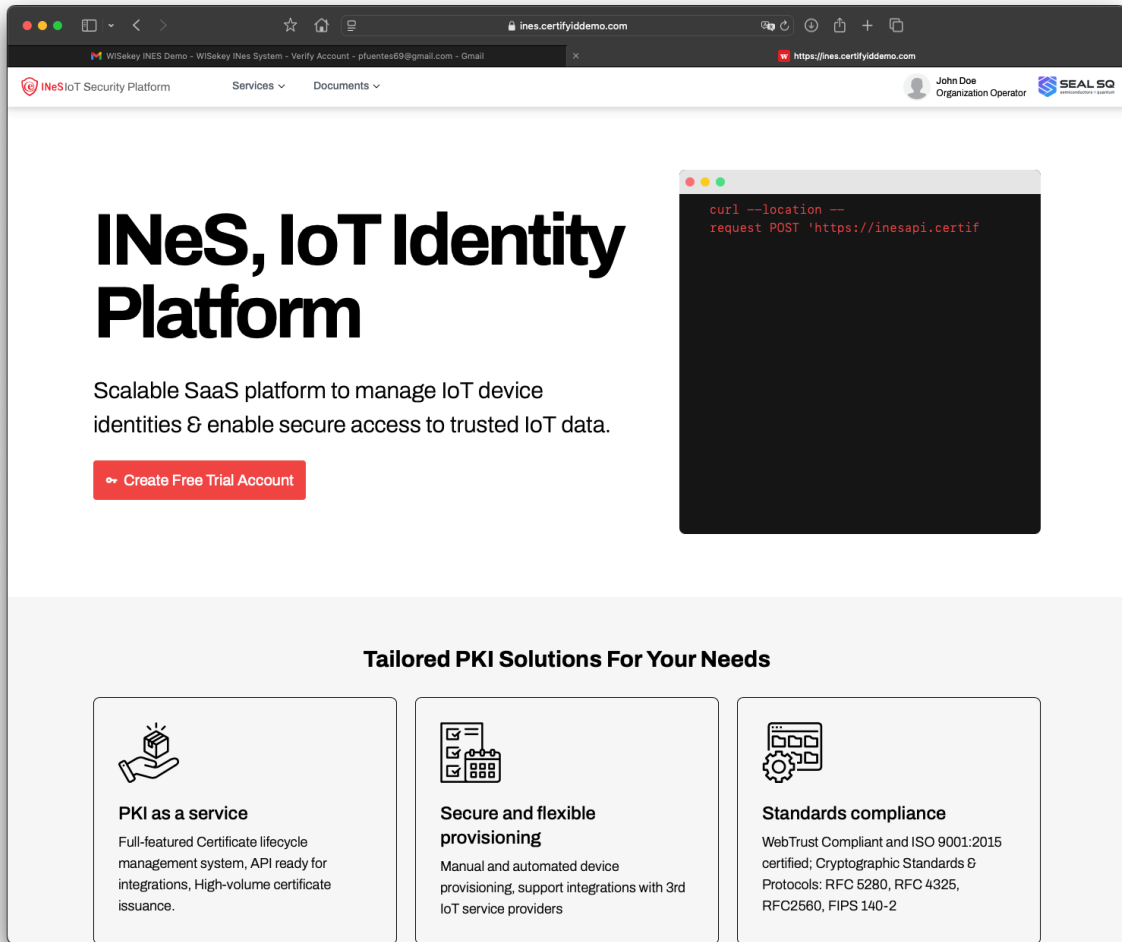 ines.certifyiddemo.com
WISekey INES Demo - WISekey INes System - Verify Account - pfuentes69@gmail.com - Gmail
https://ines.certifyiddemo.com
INeS IoT Security Platform
Services
Documents
John Doe
Organization Operator
SEAL SQ
INeS, IoT Identity
Platform
Scalable SaaS platform to manage IoT device
identities & enable secure access to trusted IoT data.
Create Free Trial Account
curl --location --
request POST 'https://inesapi.certif
Tailored PKI Solutions For Your Needs
PKI as a service
Full-featured Certificate lifecycle
management system, API ready for
integrations, High-volume certificate
issuance.
Secure and flexible
provisioning
Manual and automated device
provisioning, support integrations with 3rd
IoT service providers
Standards compliance
WebTrust Compliant and ISO 9001:2015
certified; Cryptographic Standards &
Protocols: RFC 5280, RFC 4325,
RFC2560, FIPS 140-2